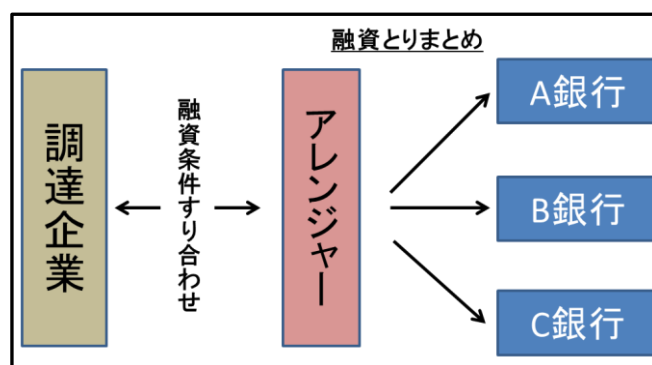 融資とりまとめ
調達企業
融資条件すり合わせ
アレンジャー
A銀行
B銀行
C銀行